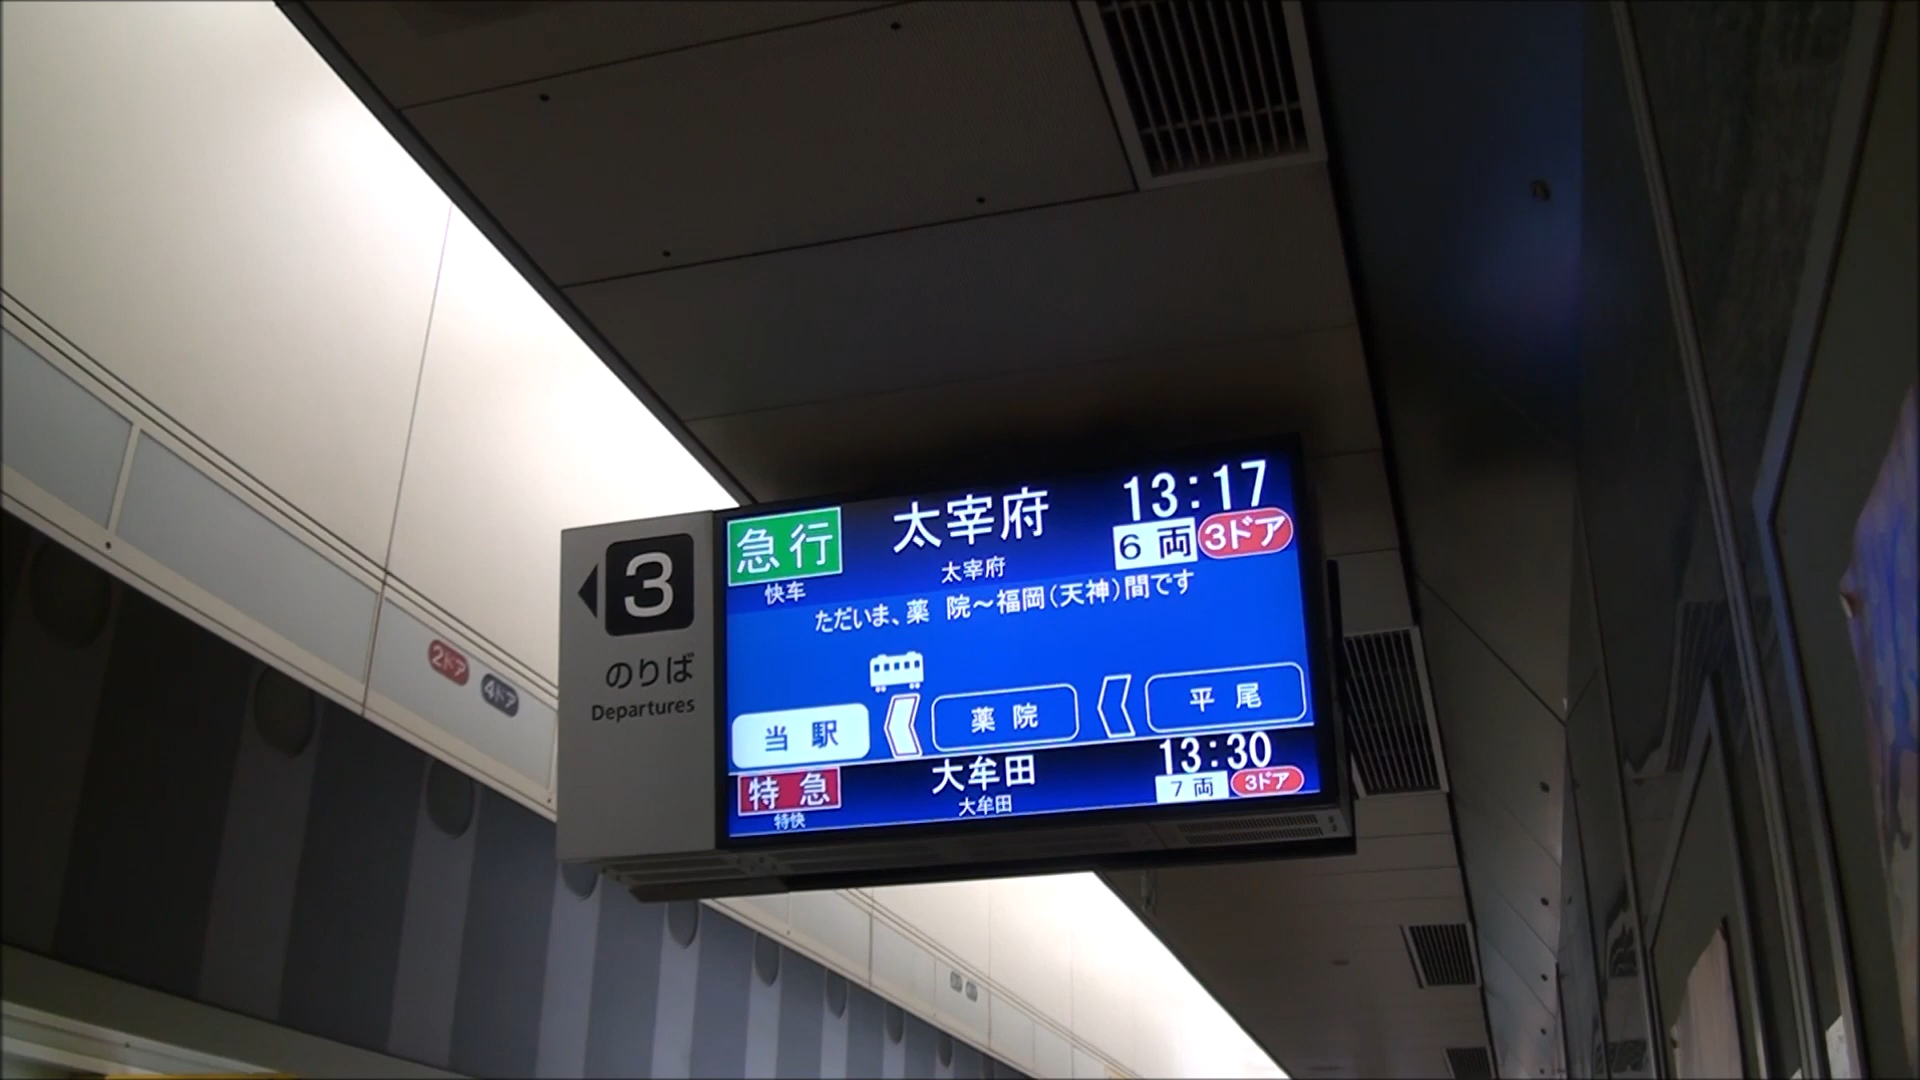 3
のりば
Departures
2ドア 4ドア
急行 太宰府 13:17
快车 太宰府 6両 3ドア
ただいま、薬 院～福岡(天神)間です
当 駅 薬 院 平 尾
特 急 大牟田 13:30
特快 大牟田 7両 3ドア